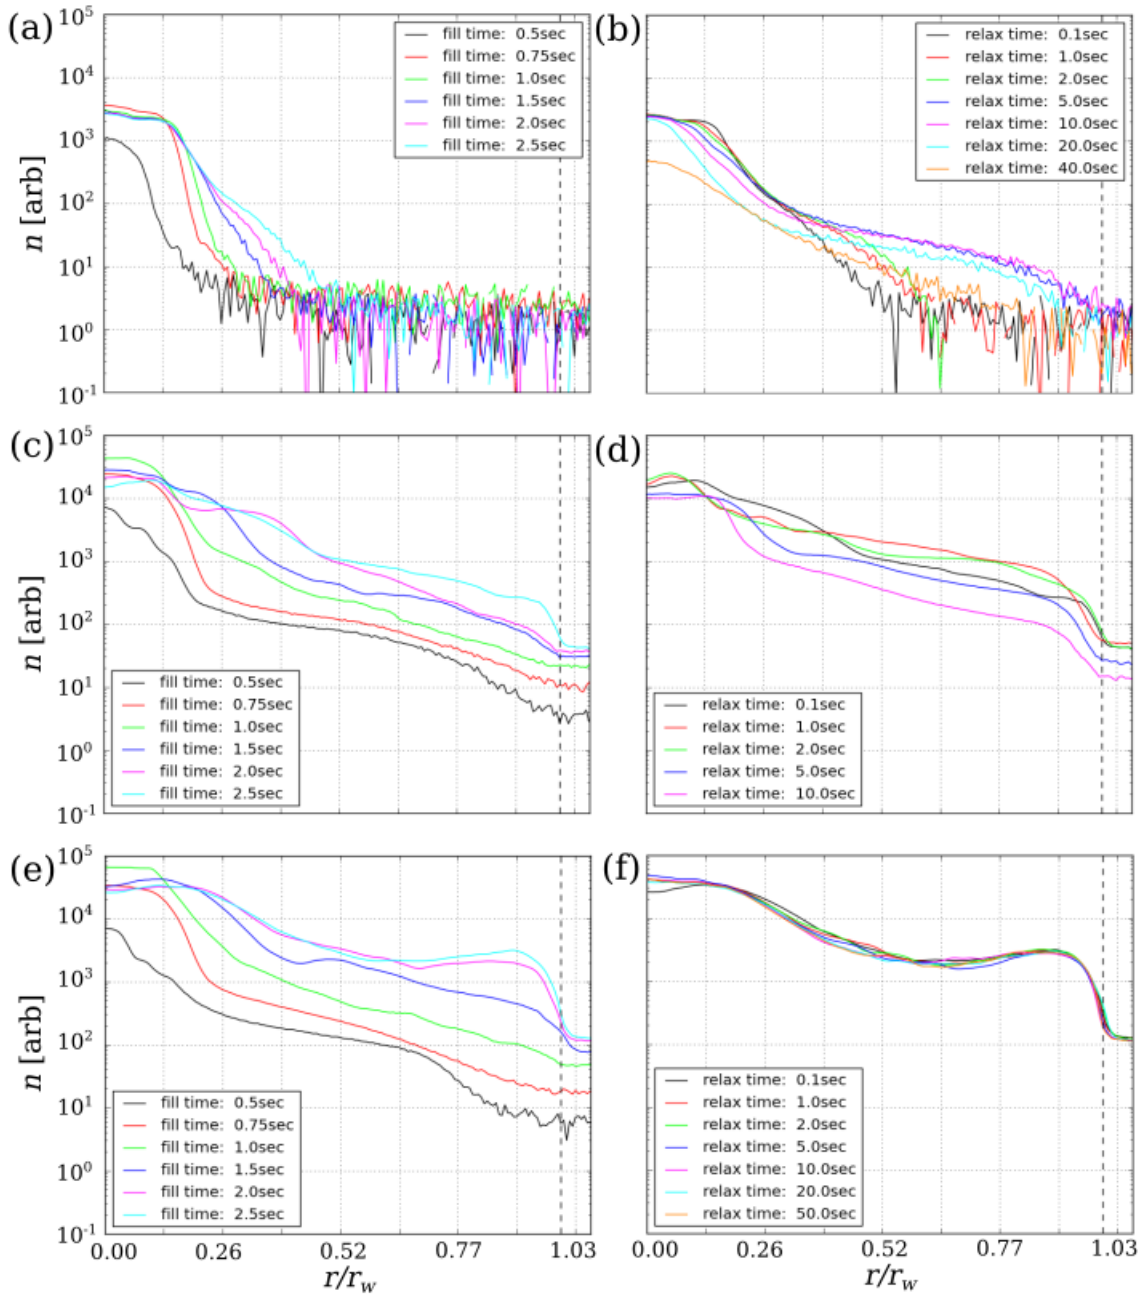 (a)
10^5
10^4
10^3
10^2
10^1
10^0
10^-1
n [arb]
fill time: 0.5sec
fill time: 0.75sec
fill time: 1.0sec
fill time: 1.5sec
fill time: 2.0sec
fill time: 2.5sec
(b)
relax time: 0.1sec
relax time: 1.0sec
relax time: 2.0sec
relax time: 5.0sec
relax time: 10.0sec
relax time: 20.0sec
relax time: 40.0sec
(c)
10^5
10^4
10^3
10^2
10^1
10^0
10^-1
n [arb]
fill time: 0.5sec
fill time: 0.75sec
fill time: 1.0sec
fill time: 1.5sec
fill time: 2.0sec
fill time: 2.5sec
(d)
relax time: 0.1sec
relax time: 1.0sec
relax time: 2.0sec
relax time: 5.0sec
relax time: 10.0sec
(e)
10^5
10^4
10^3
10^2
10^1
10^0
10^-1
n [arb]
fill time: 0.5sec
fill time: 0.75sec
fill time: 1.0sec
fill time: 1.5sec
fill time: 2.0sec
fill time: 2.5sec
0.00 0.26 0.52 0.77 1.03
r/r_w
(f)
relax time: 0.1sec
relax time: 1.0sec
relax time: 2.0sec
relax time: 5.0sec
relax time: 10.0sec
relax time: 20.0sec
relax time: 50.0sec
0.00 0.26 0.52 0.77 1.03
r/r_w